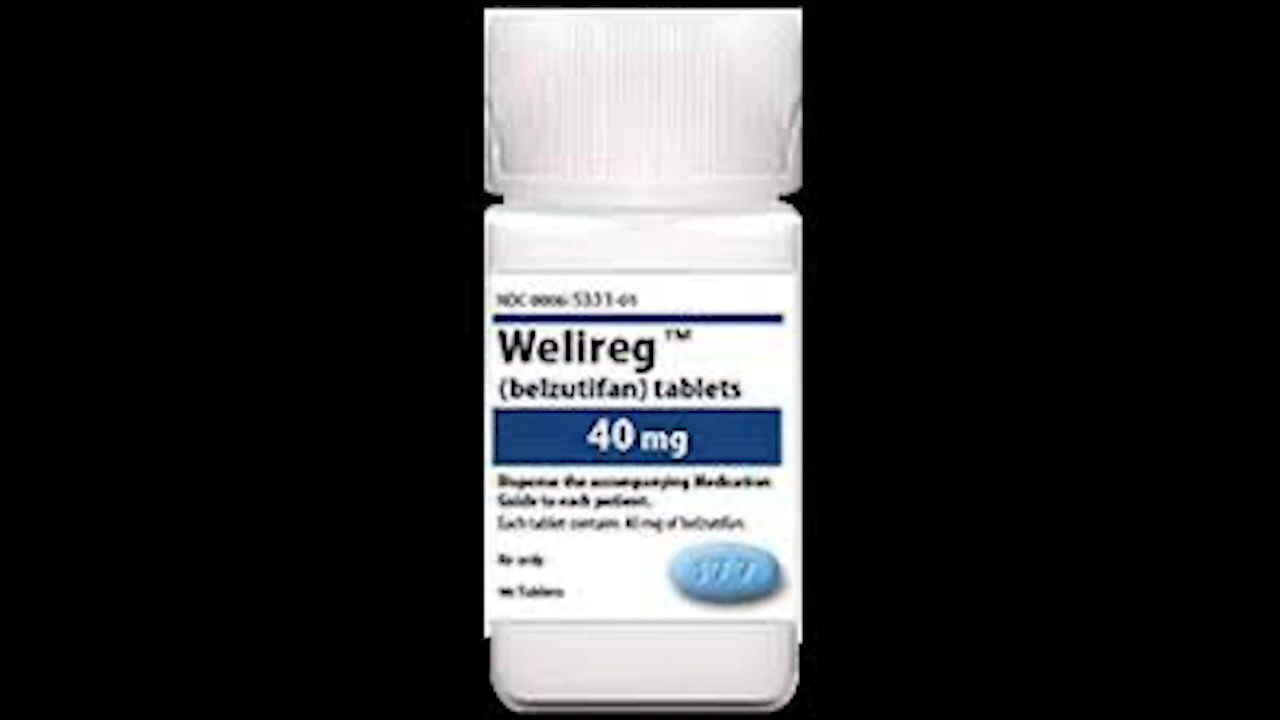 NDC 0006-5331-01
Welireg™
(belzutifan) tablets
40 mg
Dispense the accompanying Medication
Guide to each patient.
Each tablet contains 40 mg of belzutifan.
Rx only
Tablets